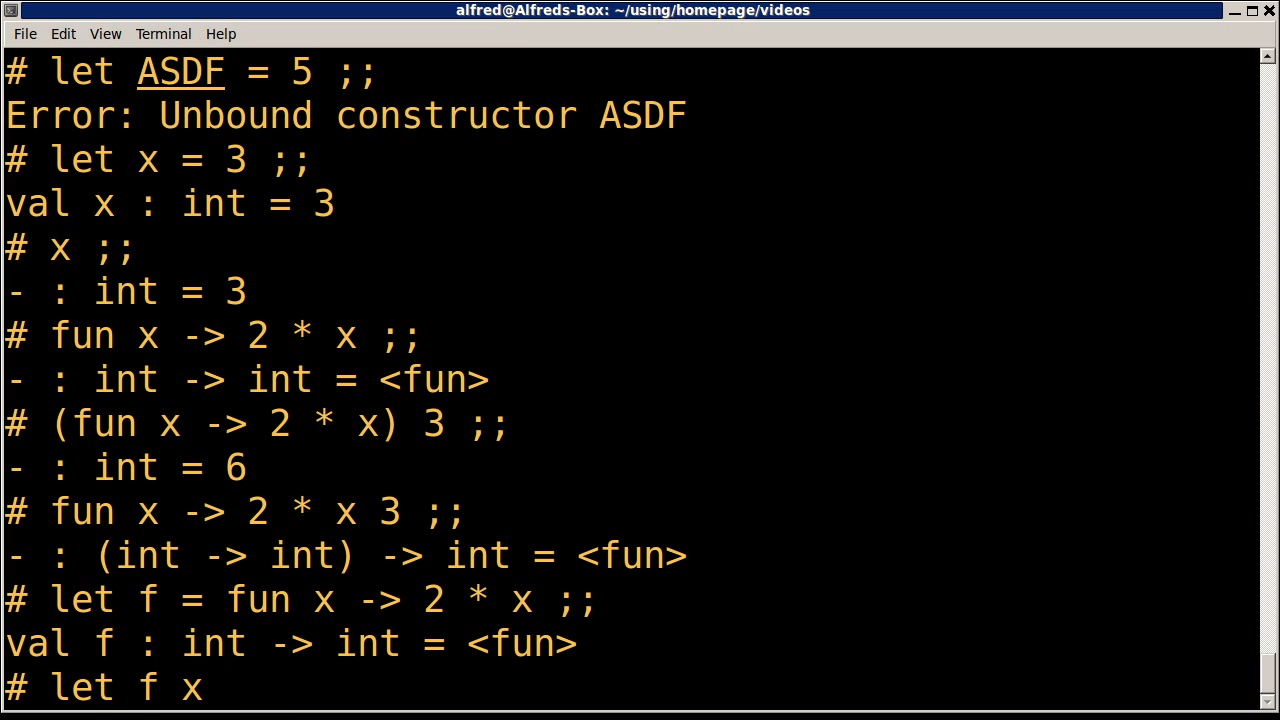 alfred@Alfreds-Box: ~/using/homepage/videos
File Edit View Terminal Help
# let ASDF = 5 ;;
Error: Unbound constructor ASDF
# let x = 3 ;;
val x : int = 3
# x ;;
- : int = 3
# fun x -> 2 * x ;;
- : int -> int = <fun>
# (fun x -> 2 * x) 3 ;;
- : int = 6
# fun x -> 2 * x 3 ;;
- : (int -> int) -> int = <fun>
# let f = fun x -> 2 * x ;;
val f : int -> int = <fun>
# let f x